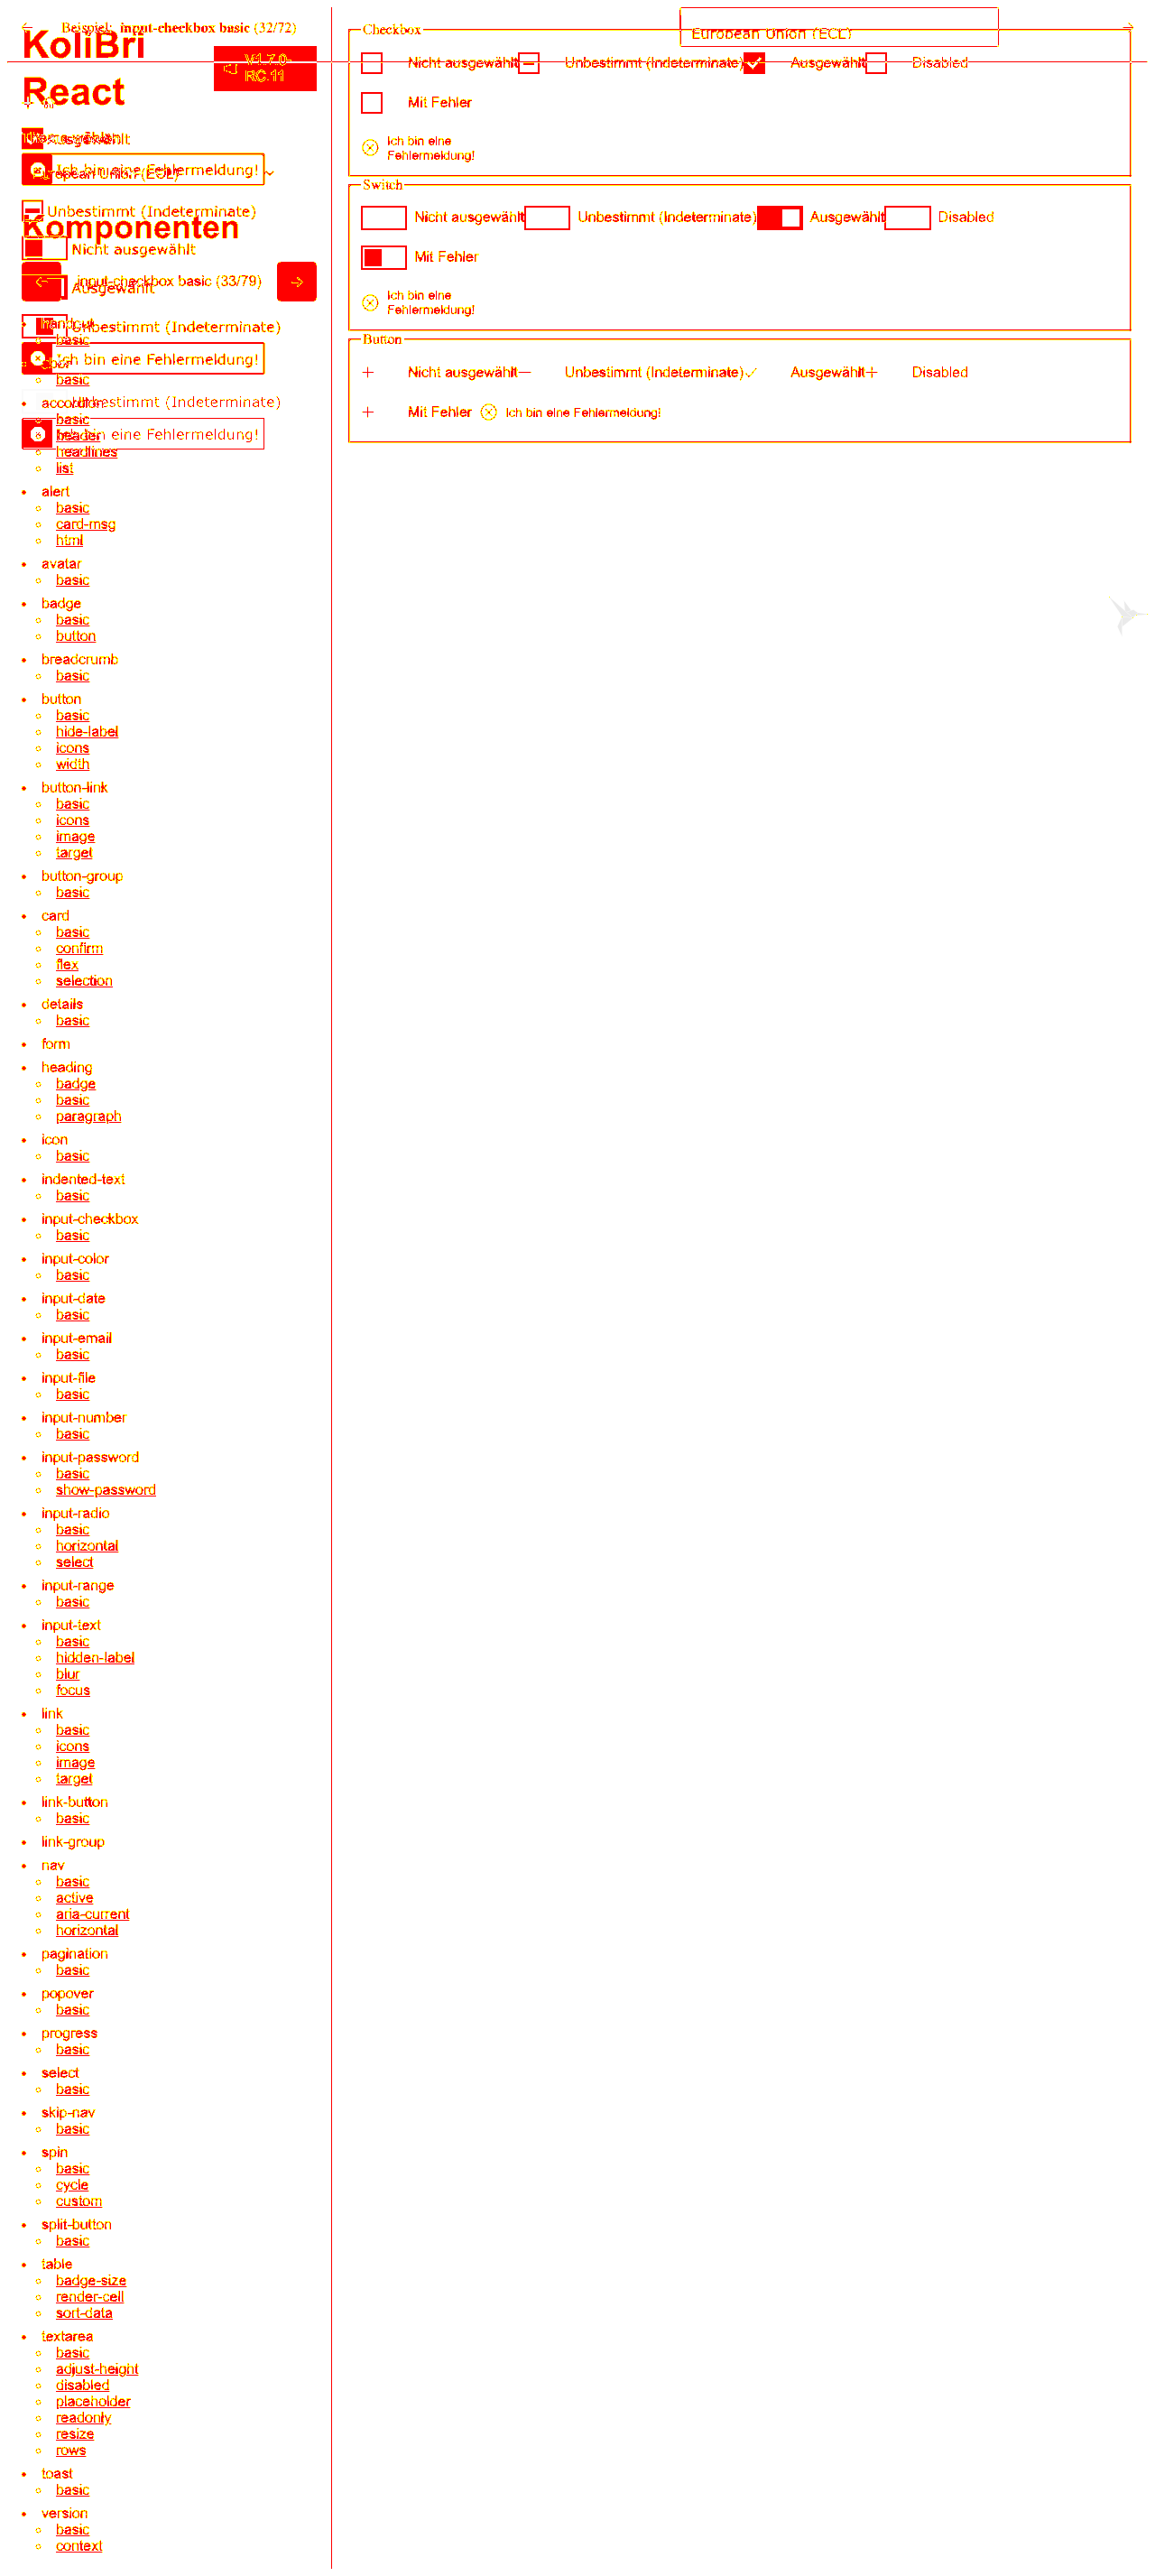 Beispiel: input-checkbox basic (32/72)
KoliBri
React
V1.7.0-
RC.11
Ausgewählt
Ich bin eine Fehlermeldung!
European Union (ECL)
Unbestimmt (Indeterminate)
Komponenten
Nicht ausgewählt
input-checkbox basic (33/79)
Ausgewählt
handout
basic
Unbestimmt (Indeterminate)
Ich bin eine Fehlermeldung!
basic
accordion
Unbestimmt (Indeterminate)
basic
header
Ich bin eine Fehlermeldung!
headlines
list
alert
basic
card-msg
html
avatar
basic
badge
basic
button
breadcrumb
basic
button
basic
hide-label
icons
width
button-link
basic
icons
image
target
button-group
basic
card
basic
confirm
flex
selection
details
basic
form
heading
badge
basic
paragraph
icon
basic
indented-text
basic
input-checkbox
basic
input-color
basic
input-date
basic
input-email
basic
input-file
basic
input-number
basic
input-password
basic
show-password
input-radio
basic
horizontal
select
input-range
basic
input-text
basic
hidden-label
blur
focus
link
basic
icons
image
target
link-button
basic
link-group
nav
basic
active
aria-current
horizontal
pagination
basic
popover
basic
progress
basic
select
basic
skip-nav
basic
spin
basic
cycle
custom
split-button
basic
table
badge-size
render-cell
sort-data
textarea
basic
adjust-height
disabled
placeholder
readonly
resize
rows
toast
basic
version
basic
context
European Union (ECL)
Checkbox
Nicht ausgewählt Unbestimmt (Indeterminate) Ausgewählt Disabled
Mit Fehler
Ich bin eine
Fehlermeldung!
Switch
Nicht ausgewählt Unbestimmt (Indeterminate) Ausgewählt Disabled
Mit Fehler
Ich bin eine
Fehlermeldung!
Button
Nicht ausgewählt Unbestimmt (Indeterminate) Ausgewählt Disabled
Mit Fehler Ich bin eine Fehlermeldung!